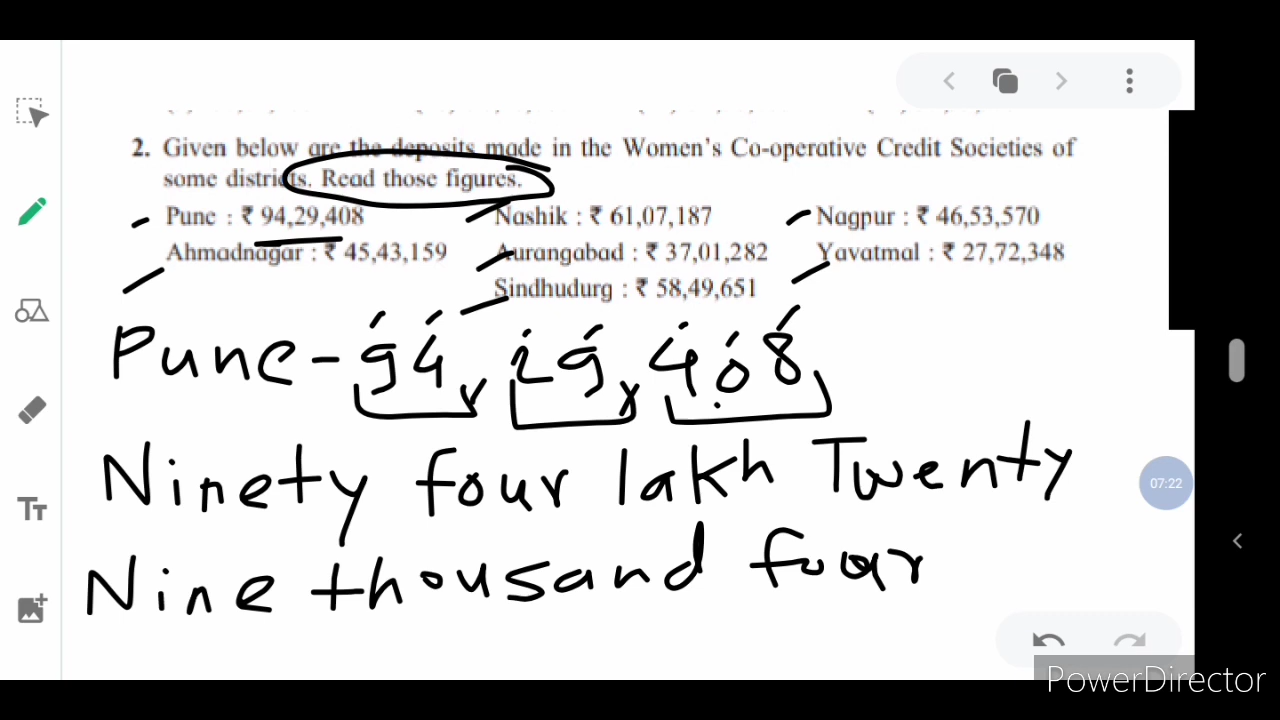 2. Given below are the deposits made in the Women's Co-operative Credit Societies of
some districts. Read those figures.
Pune : ₹ 94,29,408 Nashik : ₹ 61,07,187 Nagpur : ₹ 46,53,570
Ahmadnagar : ₹ 45,43,159 Aurangabad : ₹ 37,01,282 Yavatmal : ₹ 27,72,348
Sindhudurg : ₹ 58,49,651
Pune - 94, 29, 408
Ninety four lakh Twenty
07:22
Nine thousand four
TT
PowerDirector